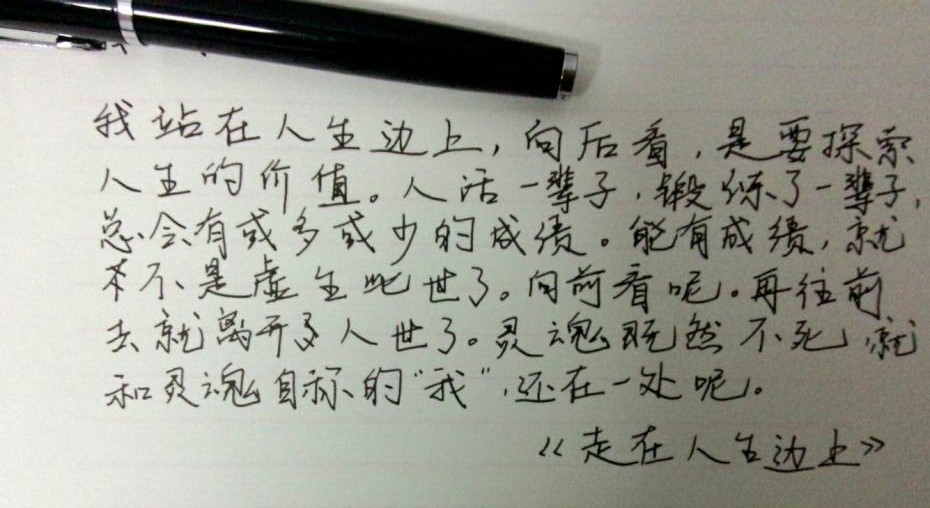 我站在人生边上,向后看,是要探索
人生的价值。人活一辈子,锻炼了一辈子,
总会有或多或少的成绩。能有成绩,就
不是虚生此世了。向前看呢。再往前
去就离开人世了。灵魂既然不死,就
和灵魂自称的“我”,还在一处呢。
《走在人生边上》